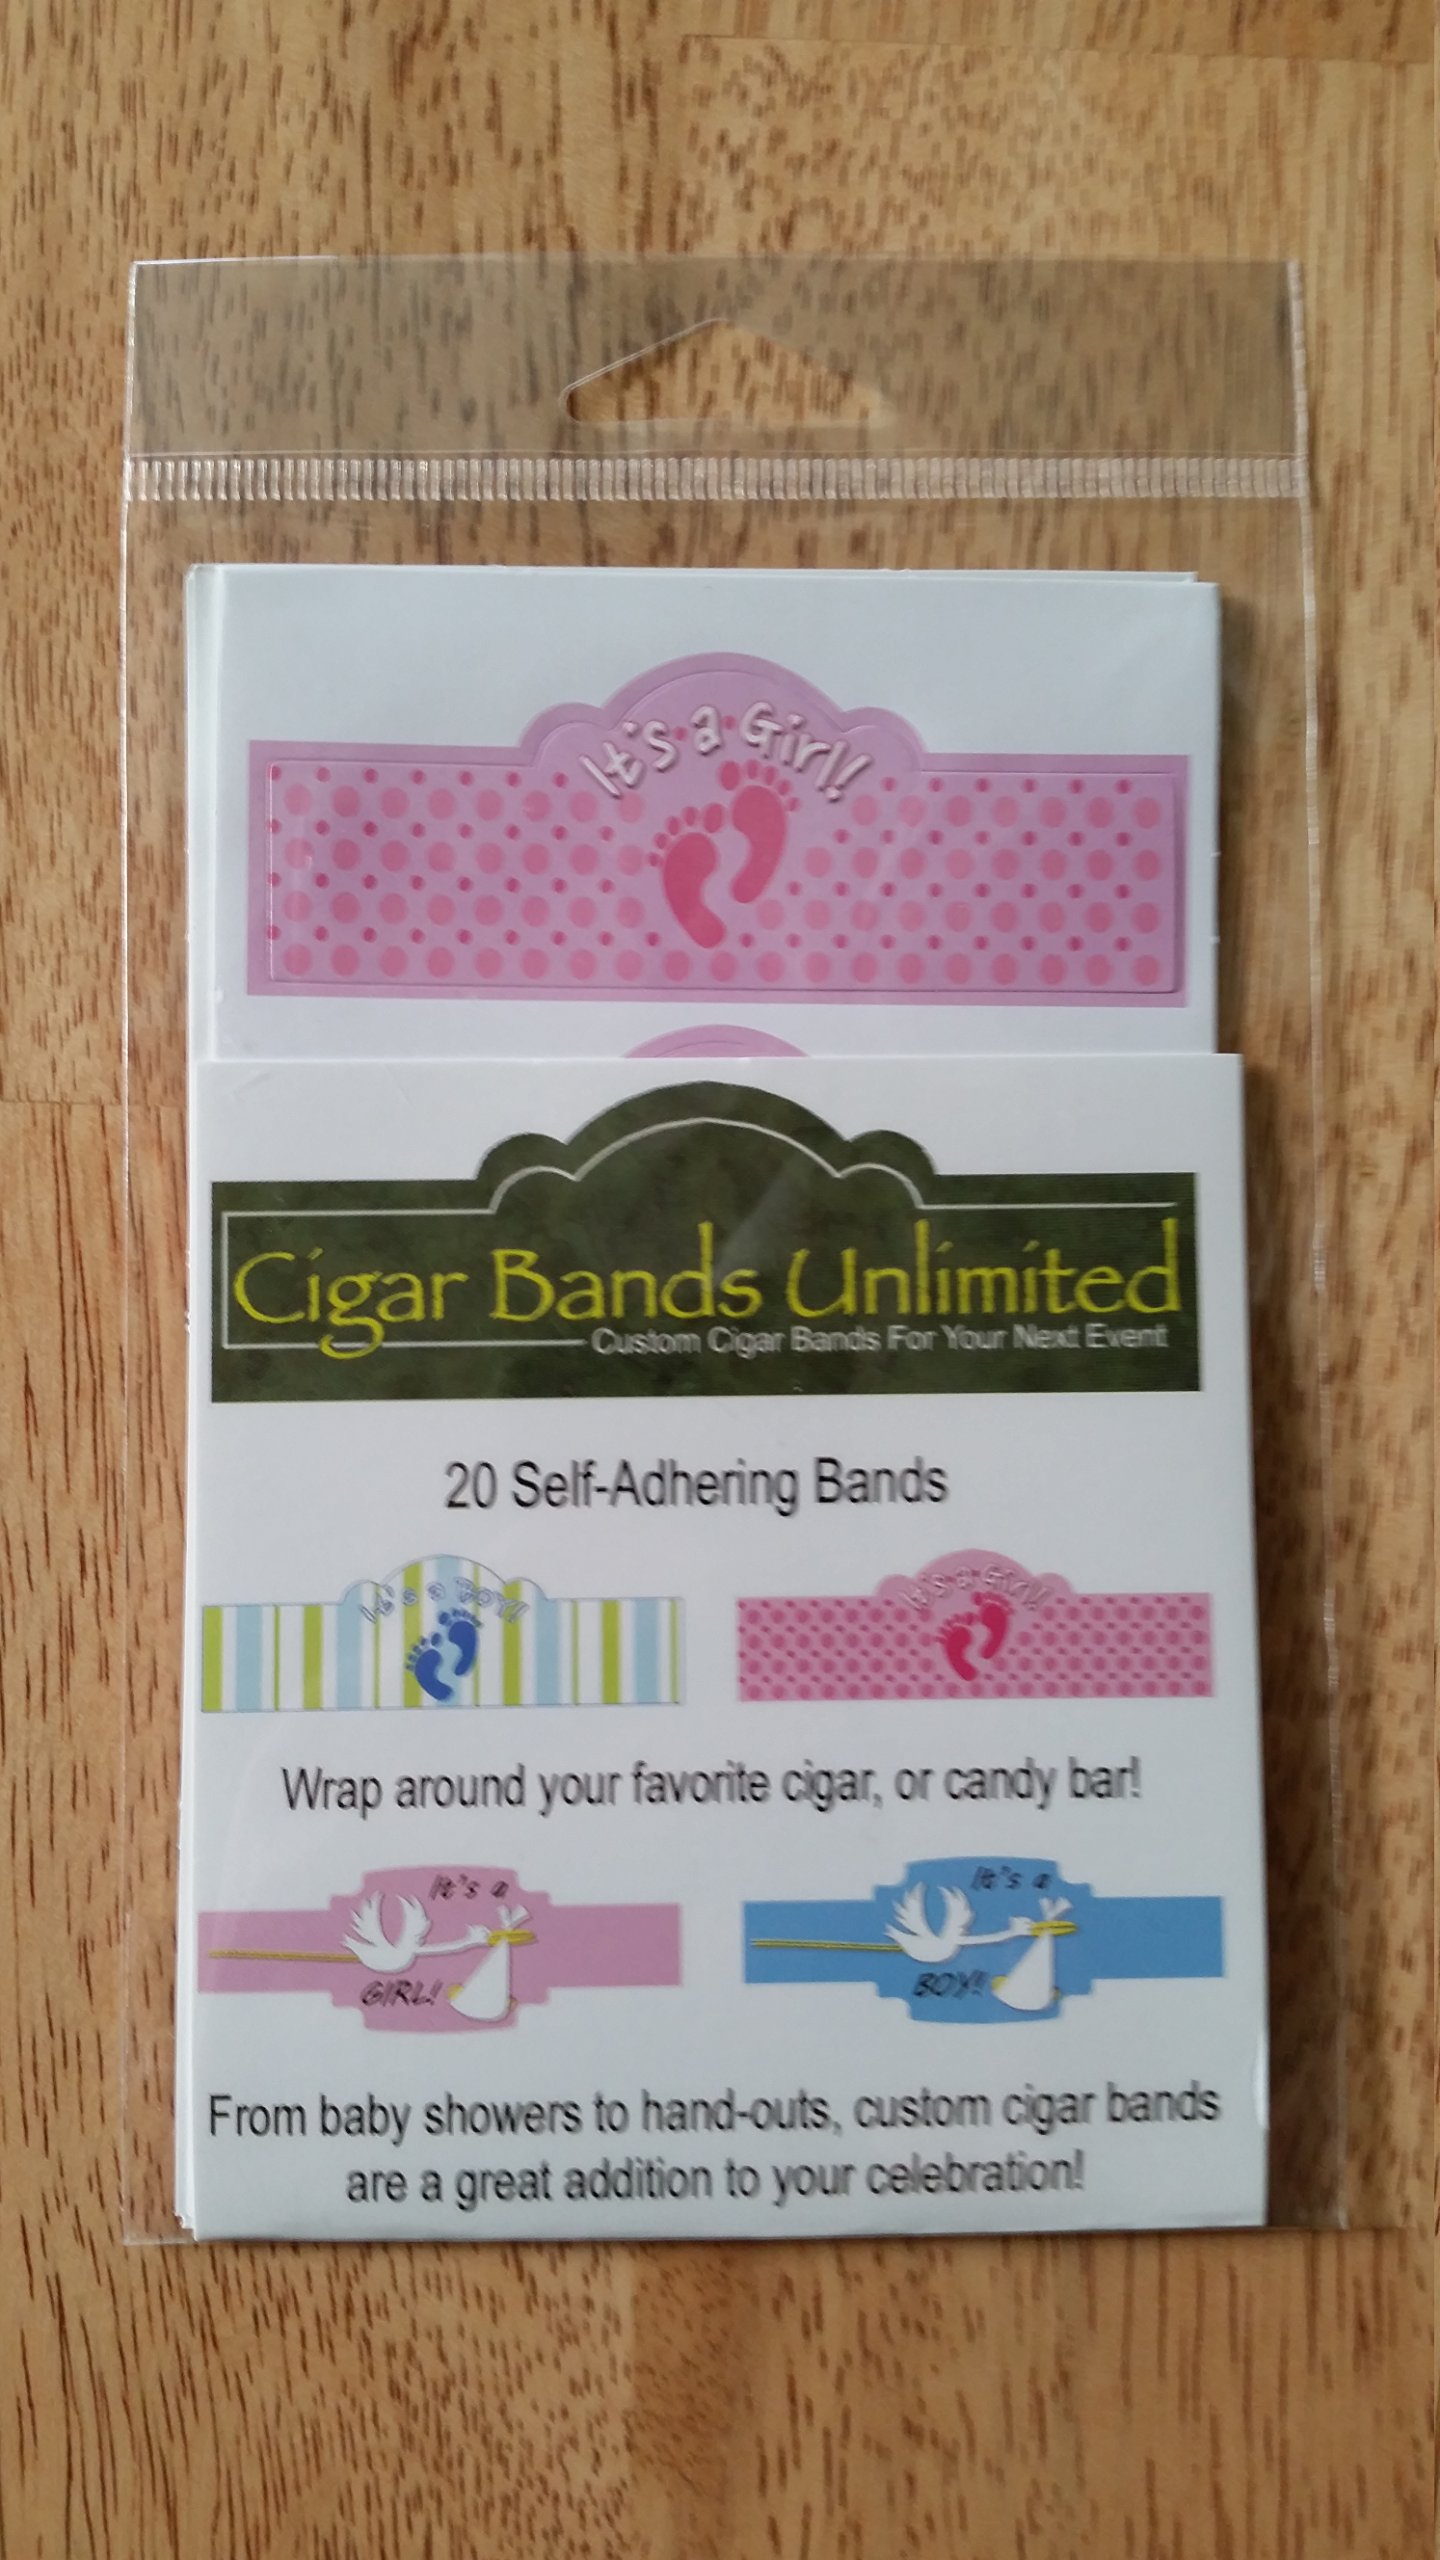 It's a Girl!
Cigar Bands Unlimited
Custom Cigar Bands For Your Next Event
20 Self-Adhering Bands
It's a Boy!
It's a Girl!
Wrap around your favorite cigar, or candy bar!
It's a
GIRL!
It's a
BOY!
From baby showers to hand-outs, custom cigar bands
are a great addition to your celebration!